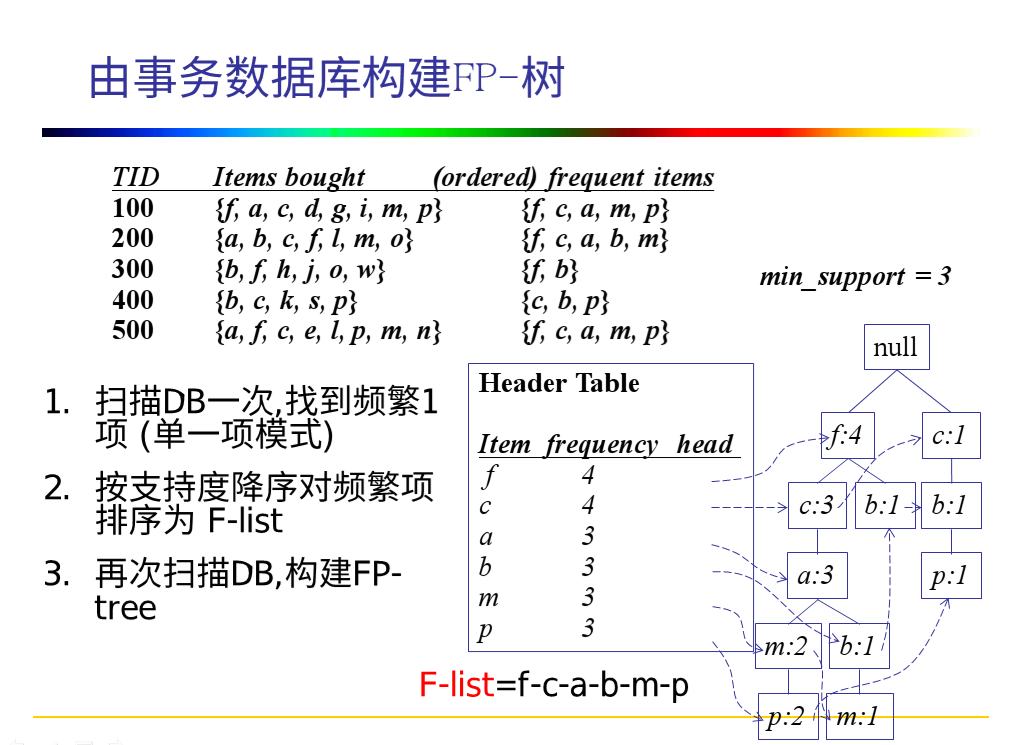 由事务数据库构建FP-树
TID Items bought (ordered) frequent items
100 {f, a, c, d, g, i, m, p} {f, c, a, m, p}
200 {a, b, c, f, l, m, o} {f, c, a, b, m}
300 {b, f, h, j, o, w} {f, b}
400 {b, c, k, s, p} {c, b, p}
500 {a, f, c, e, l, p, m, n} {f, c, a, m, p}
min_support = 3
1. 扫描DB一次,找到频繁1
项 (单一项模式)
2. 按支持度降序对频繁项
排序为 F-list
3. 再次扫描DB,构建FP-
tree
Header Table
Item frequency head
f 4
c 4
a 3
b 3
m 3
p 3
F-list=f-c-a-b-m-p
null
f:4 c:1
c:3 b:1 b:1
a:3 p:1
m:2 b:1
p:2 m:1